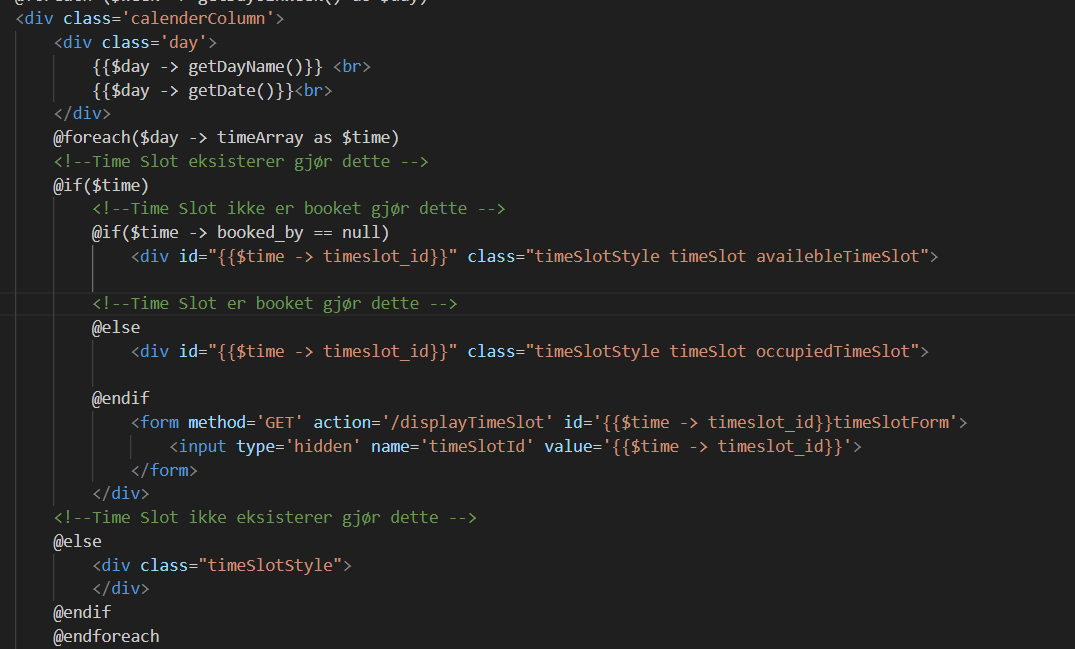 <div class='calenderColumn'>
<div class='day'>
{{$day -> getDayName()}} <br>
{{$day -> getDate()}}<br>
</div>
@foreach($day -> timeArray as $time)
<!--Time Slot eksisterer gjør dette -->
@if($time)
<!--Time Slot ikke er booket gjør dette -->
@if($time -> booked_by == null)
<div id="{{$time -> timeslot_id}}" class="timeSlotStyle timeSlot availebleTimeSlot">
<!--Time Slot er booket gjør dette -->
@else
<div id="{{$time -> timeslot_id}}" class="timeSlotStyle timeSlot occupiedTimeSlot">
@endif
<form method='GET' action='/displayTimeSlot' id='{{$time -> timeslot_id}}timeSlotForm'>
<input type='hidden' name='timeSlotId' value='{{$time -> timeslot_id}}'>
</form>
</div>
<!--Time Slot ikke eksisterer gjør dette -->
@else
<div class="timeSlotStyle">
</div>
@endif
@endforeach